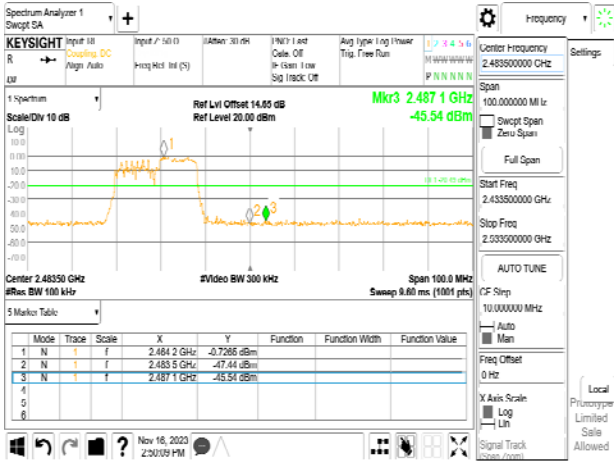 Spectrum Analyzer 1
Swept SA
+
Frequency
KEYSIGHT
Input: RF
Coupling: DC
Align: Auto
Input Z: 50 Ω
Freq Ref: Int (S)
#Atten: 30 dB
PNO: Fast
Gate: Off
IF Gain: Low
Sig Track: Off
Avg Type: Log Power
Trig: Free Run
1 2 3 4 5 6
M WWWWW
P N N N N N
R
Center Frequency
2.483500000 GHz
Settings
Span
100.000000 MHz
Swept Span
Zero Span
Full Span
Start Freq
2.433500000 GHz
Stop Freq
2.533500000 GHz
AUTO TUNE
CF Step
10.000000 MHz
Auto
Man
Freq Offset
0 Hz
X Axis Scale
Log
Lin
Signal Track
(Span Zoom)
Local
Prototype
Limited
Sale
Allowed
1 Spectrum
Scale/Div 10 dB
Log
Ref Lvl Offset 14.65 dB
Ref Level 20.00 dBm
Mkr3 2.487 1 GHz
-45.54 dBm
10.0
0.00
-10.0
-20.0
-30.0
-40.0
-50.0
-60.0
-70.0
1
2
3
Center 2.48350 GHz
#Res BW 100 kHz
#Video BW 300 kHz
Span 100.0 MHz
Sweep 9.60 ms (1001 pts)
5 Marker Table
Mode Trace Scale X Y Function Function Width Function Value
1 N 1 f 2.464 2 GHz -0.7265 dBm
2 N 1 f 2.483 5 GHz -47.44 dBm
3 N 1 f 2.487 1 GHz -45.54 dBm
4
5
6
?
Nov 16, 2023
2:50:09 PM